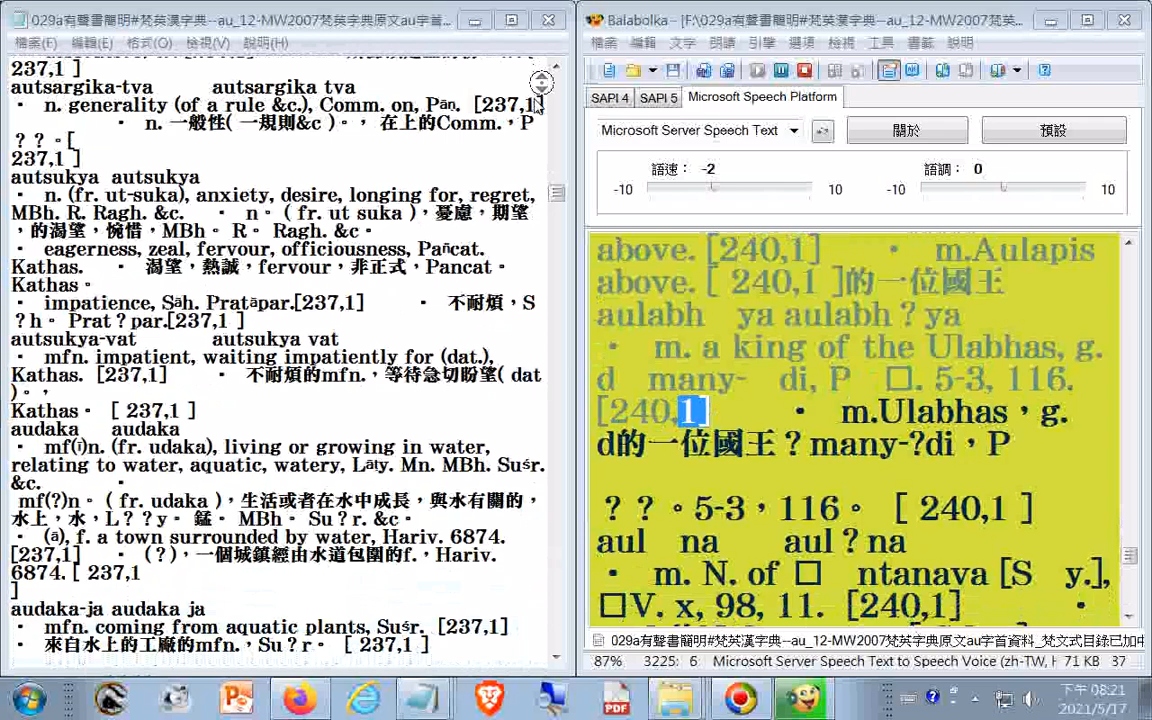 029a有聲書簡明#梵英漢字典--au_12-MW2007梵英字典原文au字首...
檔案(F) 編輯(E) 格式(O) 檢視(V) 說明(H)
237,1 ]
autsargika-tva autsargika tva
• n. generality (of a rule &c.), Comm. on, Pān. [237,1]
• n. 一般性( 一規則&c )。, 在上的Comm.,P
? ? 。[
237,1 ]
autsukya autsukya
• n. (fr. ut-suka), anxiety, desire, longing for, regret,
MBh. R. Ragh. &c. • n。 ( fr. ut suka ),憂慮,期望
,的渴望,惋惜,MBh。 R。 Ragh. &c.
• eagerness, zeal, fervour, officiousness, Pañcat.
Kathas. • 渴望,熱誠,fervour,非正式,Pancat。
Kathas。
• impatience, Sāh. Pratāpar.[237,1] • 不耐煩,S
?h。 Prat?par.[237,1 ]
autsukya-vat autsukya vat
• mfn. impatient, waiting impatiently for (dat.),
Kathas. [237,1] • 不耐煩的mfn.,等待急切盼望( dat
)。,
Kathas。 [ 237,1 ]
audaka audaka
• mf(ī)n. (fr. udaka), living or growing in water,
relating to water, aquatic, watery, Lāty. Mn. MBh. Suśr.
&c.
mf(?)n。 ( fr. udaka ),生活或者在水中成長,與水有關的,
水上,水,L??y。 錳。 MBh。 Su?r. &c。
• (ā), f. a town surrounded by water, Hariv. 6874.
[237,1] • (?),一個城鎮經由水道包圍的f.,Hariv.
6874. [ 237,1
]
audaka-ja audaka ja
• mfn. coming from aquatic plants, Suśr. [237,1]
• 來自水上的工廠的mfn.,Su?r。 [ 237,1 ]
Balabolka - [F:\029a有聲書簡明#梵英漢字典--au_12-MW2007梵英...
檔案 編輯 文字 朗讀 引擎 選項 檢視 工具 書籤 說明
SAPI 4 SAPI 5 Microsoft Speech Platform
Microsoft Server Speech Text 關於 預設
語速: -2 語調: 0
-10 10 -10 10
above. [240,1] • m.Aulapis
above. [ 240,1 ]的一位國王
aulabh ya aulabh?ya
• m. a king of the Ulabhas, g.
d many- di, P □. 5-3, 116.
[240,1] • m.Ulabhas,g.
d的一位國王?many-?di,P
? ? 。5-3,116。 [ 240,1 ]
aul na aul?na
• m. N. of □ ntanava [S y.],
□V. x, 98, 11. [240,1] •
029a有聲書簡明#梵英漢字典--au_12-MW2007梵英字典原文au字首資料_梵文式目錄已加中
87% 3225: 6 Microsoft Server Speech Text to Speech Voice (zh-TW, H 71 KB 37
下午 08:21
2021/5/17